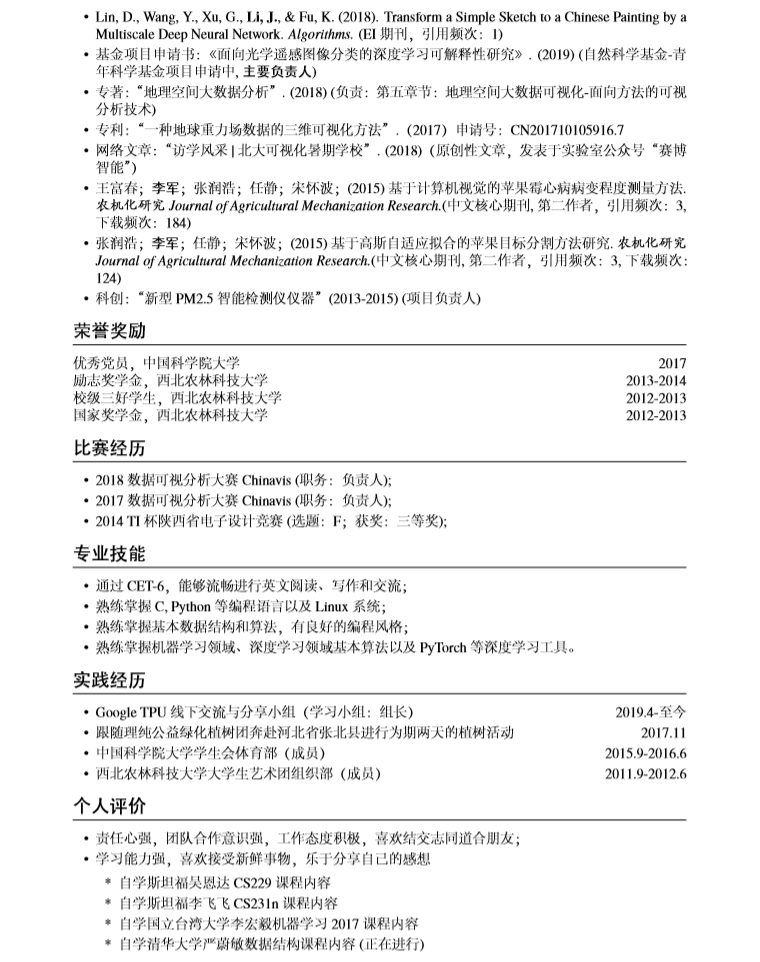 • Lin, D., Wang, Y., Xu, G., Li, J., & Fu, K. (2018). Transform a Simple Sketch to a Chinese Painting by a
Multiscale Deep Neural Network. Algorithms. (EI 期刊，引用频次：1)
• 基金项目申请书：《面向光学遥感图像分类的深度学习可解释性研究》. (2019) (自然科学基金-青
年科学基金项目申请中, 主要负责人)
• 专著：“地理空间大数据分析”. (2018) (负责：第五章节：地理空间大数据可视化-面向方法的可视
分析技术)
• 专利：“一种地球重力场数据的三维可视化方法”.（2017）申请号：CN201710105916.7
• 网络文章：“访学风采 | 北大可视化暑期学校”. (2018)（原创性文章，发表于实验室公众号“赛博
智能”）
• 王富春；李军；张润浩；任静；宋怀波；(2015) 基于计算机视觉的苹果霉心病病变程度测量方法.
农机化研究 Journal of Agricultural Mechanization Research.(中文核心期刊, 第二作者，引用频次：3,
下载频次：184)
• 张润浩；李军；任静；宋怀波；(2015) 基于高斯自适应拟合的苹果目标分割方法研究. 农机化研究
Journal of Agricultural Mechanization Research.(中文核心期刊, 第二作者，引用频次：3, 下载频次：
124)
• 科创：“新型 PM2.5 智能检测仪仪器” (2013-2015) (项目负责人)
荣誉奖励
优秀党员，中国科学院大学 2017
励志奖学金，西北农林科技大学 2013-2014
校级三好学生，西北农林科技大学 2012-2013
国家奖学金，西北农林科技大学 2012-2013
比赛经历
• 2018 数据可视分析大赛 Chinavis (职务：负责人);
• 2017 数据可视分析大赛 Chinavis (职务：负责人);
• 2014 TI 杯陕西省电子设计竞赛 (选题：F；获奖：三等奖);
专业技能
• 通过 CET-6，能够流畅进行英文阅读、写作和交流；
• 熟练掌握 C, Python 等编程语言以及 Linux 系统；
• 熟练掌握基本数据结构和算法，有良好的编程风格；
• 熟练掌握机器学习领域、深度学习领域基本算法以及 PyTorch 等深度学习工具。
实践经历
• Google TPU 线下交流与分享小组（学习小组：组长） 2019.4-至今
• 跟随理纯公益绿化植树团奔赴河北省张北县进行为期两天的植树活动 2017.11
• 中国科学院大学学生会体育部（成员） 2015.9-2016.6
• 西北农林科技大学大学生艺术团组织部（成员） 2011.9-2012.6
个人评价
• 责任心强，团队合作意识强，工作态度积极，喜欢结交志同道合朋友；
• 学习能力强，喜欢接受新鲜事物，乐于分享自己的感想
* 自学斯坦福吴恩达 CS229 课程内容
* 自学斯坦福李飞飞 CS231n 课程内容
* 自学国立台湾大学李宏毅机器学习 2017 课程内容
* 自学清华大学严蔚敏数据结构课程内容 (正在进行)